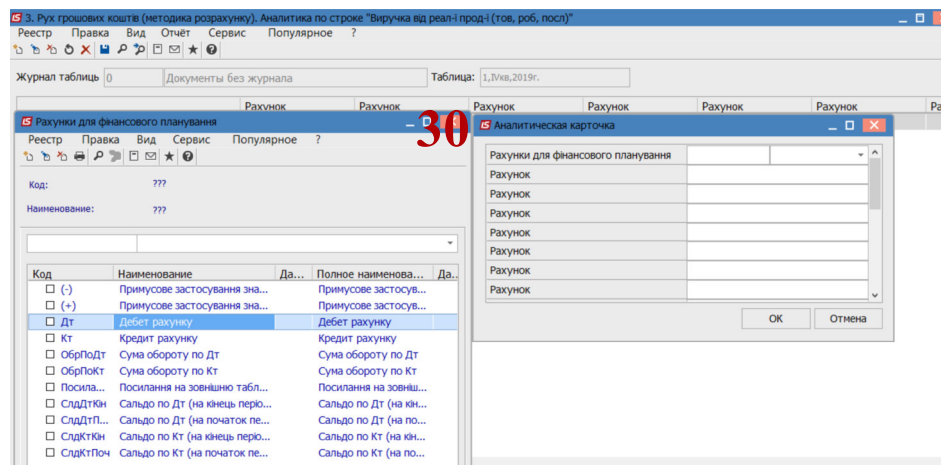 3. Рух грошових коштів (методика розрахунку). Аналитика по строке "Виручка від реал-і прод-і (тов, роб, посл)"
Реестр Правка Вид Отчёт Сервис Популярное ?
Журнал таблиць 0 Документы без журнала Таблица: 1,IVкв,2019г.
Рахунок Рахунок Рахунок Рахунок Рахунок Рахунок Ра
30
Рахунки для фінансового планування
Реестр Правка Вид Сервис Популярное ?
Код: ???
Наименование: ???
Код Наименование Да... Полное наименова... Да..
(-) Примусове застосування зна... Примусове застосув...
(+) Примусове застосування зна... Примусове застосув...
Дт Дебет рахунку Дебет рахунку
Кт Кредит рахунку Кредит рахунку
ОбрПоДт Сума обороту по Дт Сума обороту по Дт
ОбрПоКт Сума обороту по Кт Сума обороту по Кт
Посила... Посилання на зовнішню табл... Посилання на зовніш...
СлдДтКін Сальдо по Дт (на кінець періо... Сальдо по Дт (на кін...
СлдДтП... Сальдо по Дт (на початок пе... Сальдо по Дт (на по...
СлдКтКін Сальдо по Кт (на кінець періо... Сальдо по Кт (на кін...
СлдКтПоч Сальдо по Кт (на початок пе... Сальдо по Кт (на по...
Аналитическая карточка
Рахунки для фінансового планування
Рахунок
Рахунок
Рахунок
Рахунок
Рахунок
Рахунок
Рахунок
ОК Отмена